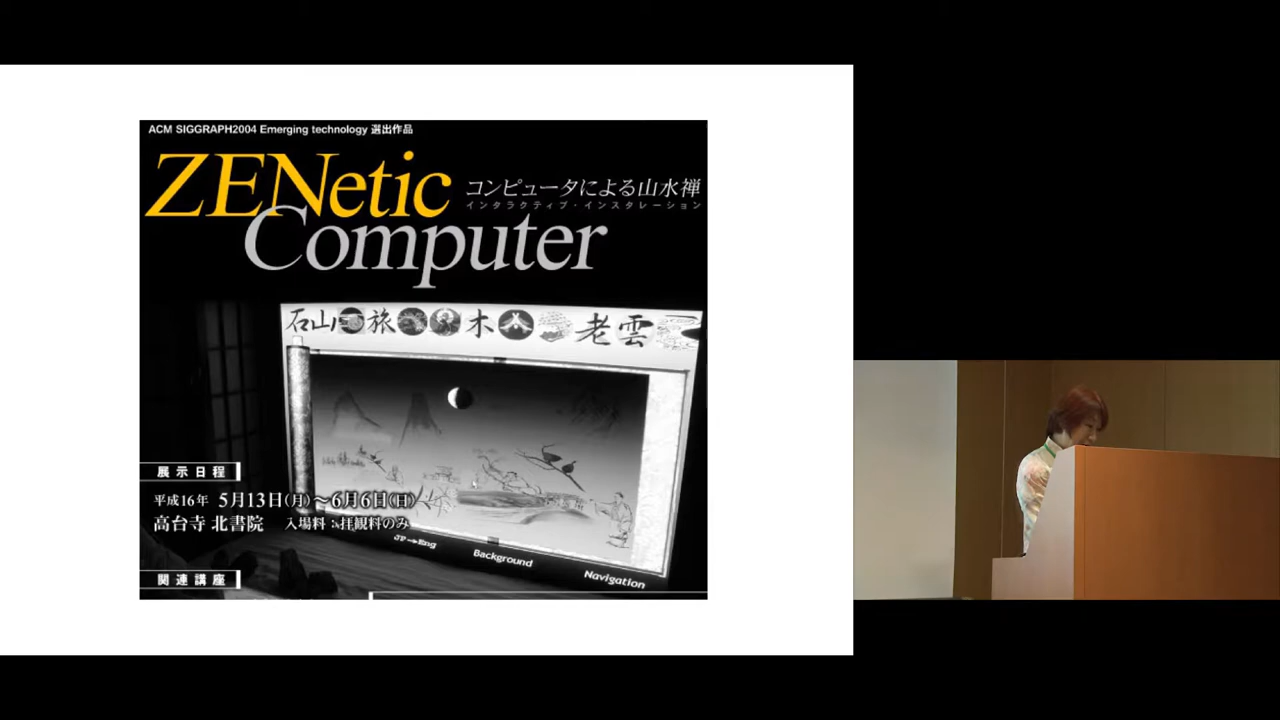 ACM SIGGRAPH2004 Emerging technology 選出作品
ZENetic
コンピュータによる山水禅
インタラクティブ・インスタレーション
Computer
石山 旅 木 老雲
展示日程
平成16年 5月13日(月)～6月6日(日)
高台寺 北書院 入場料：拝観料のみ
JP→Eng
Background
Navigation
関連講座